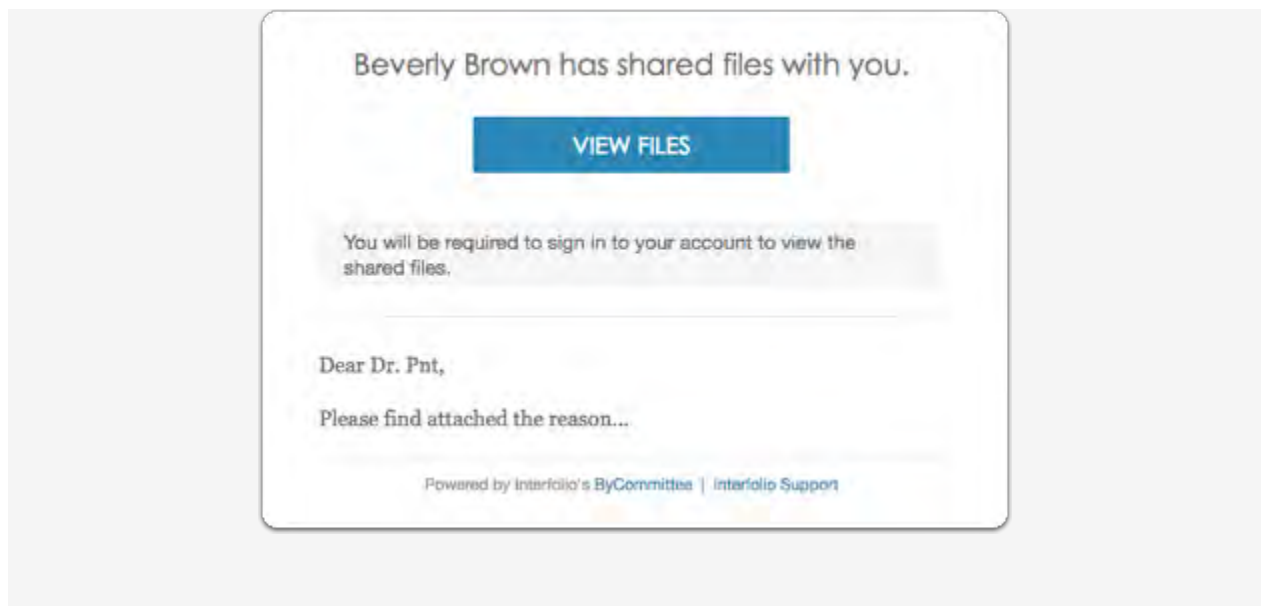 Beverly Brown has shared files with you.
VIEW FILES
You will be required to sign in to your account to view the
shared files.
Dear Dr. Pnt,
Please find attached the reason...
Powered by Interfolio's ByCommittee | Interfolio Support